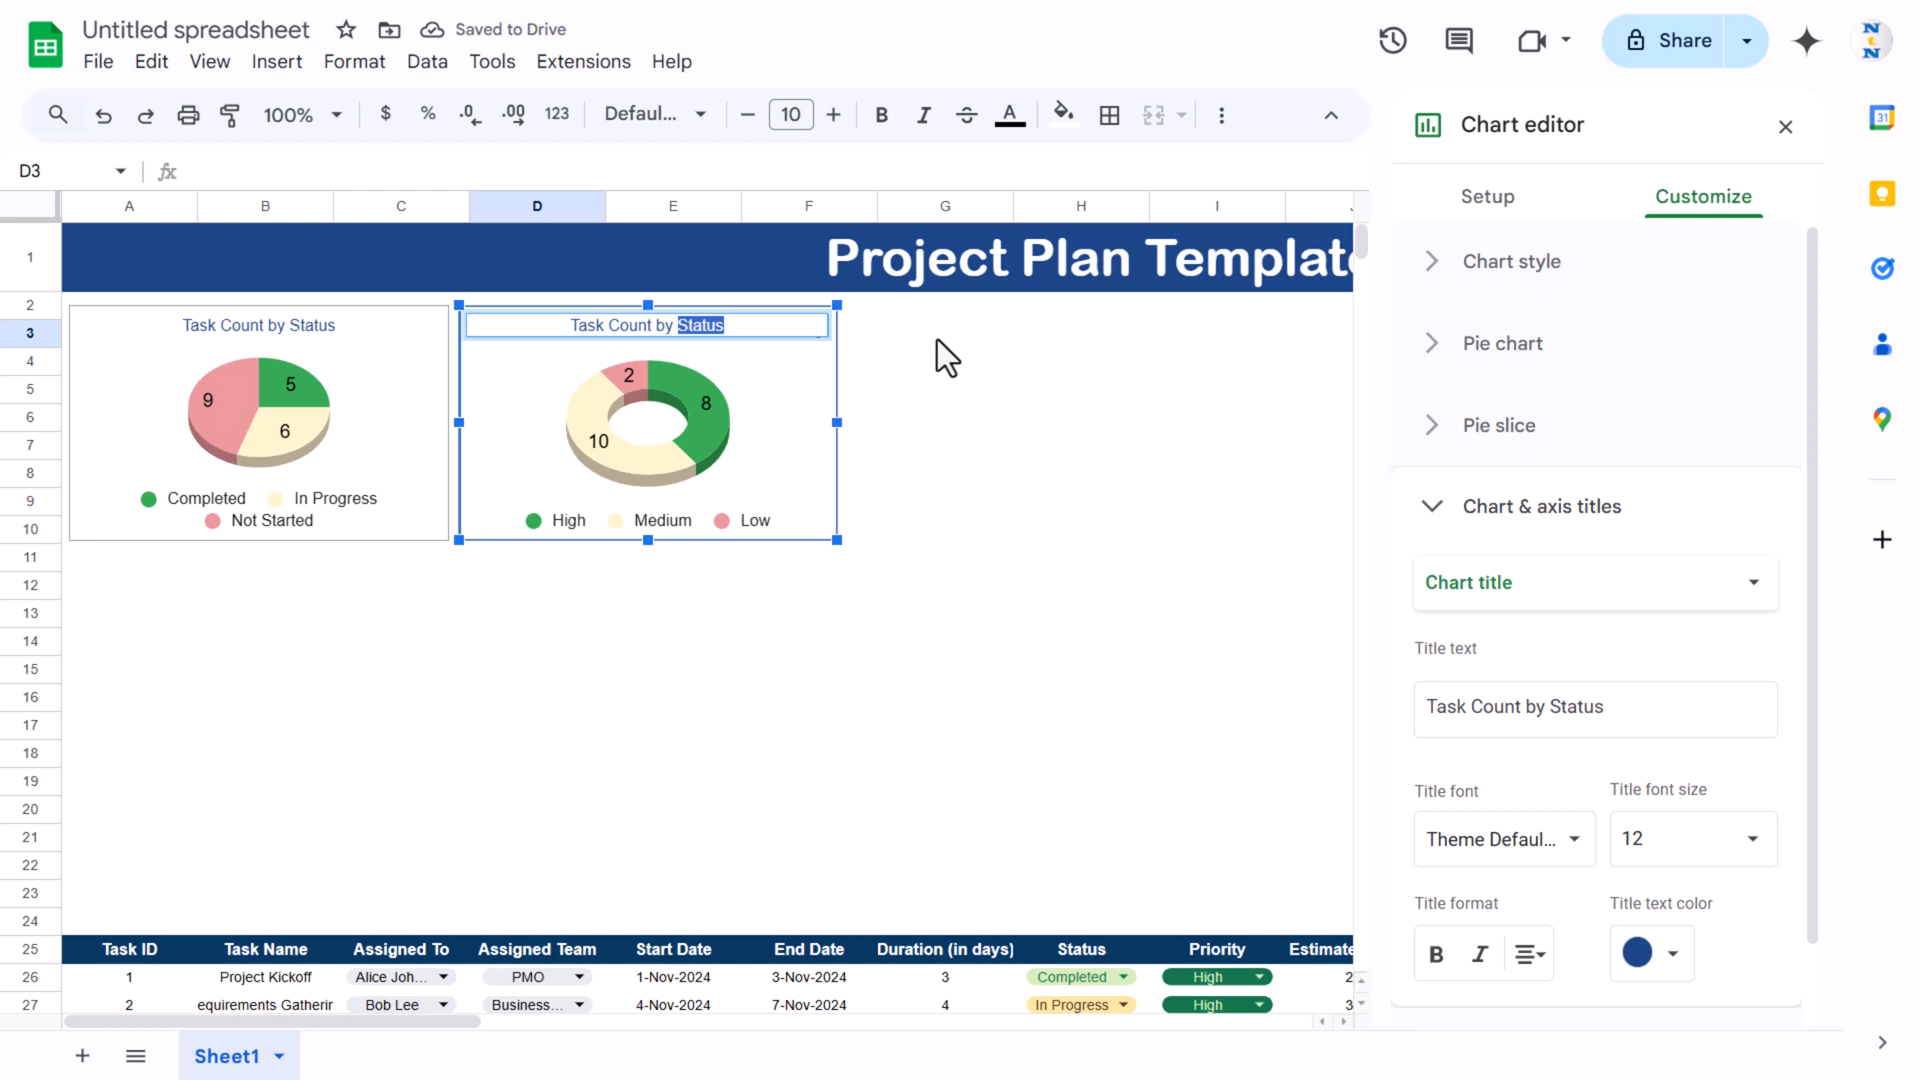 Untitled spreadsheet
Saved to Drive
File Edit View Insert Format Data Tools Extensions Help
Share
N
t
N
100% $ % .0 .00 123 Defaul... 10 B I A
31
D3 fx
Chart editor
Setup Customize
A B C D E F G H I
1 Project Plan Template
2
3
4
5
6
7
8
9
10
11
12
13
14
15
16
17
18
19
20
21
22
23
24
Task Count by Status
5
6
9
Completed In Progress
Not Started
Task Count by Status
2
8
10
High Medium Low
25 Task ID Task Name Assigned To Assigned Team Start Date End Date Duration (in days) Status Priority Estimate
26 1 Project Kickoff Alice Joh... PMO 1-Nov-2024 3-Nov-2024 3 Completed High 2
27 2 equirements Gatherin Bob Lee Business... 4-Nov-2024 7-Nov-2024 4 In Progress High 3
Chart style
Pie chart
Pie slice
Chart & axis titles
Chart title
Title text
Task Count by Status
Title font Title font size
Theme Defaul... 12
Title format Title text color
B I
Sheet1